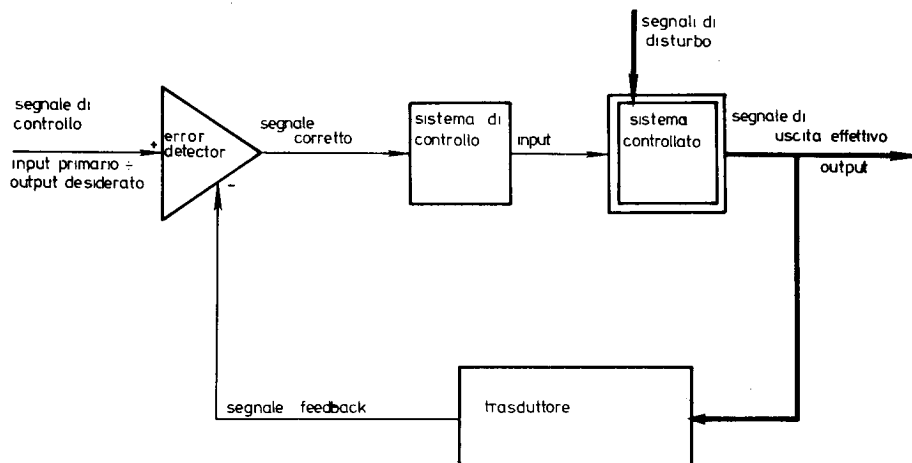 segnali di
disturbo
segnale di
controllo
+
error
detector
-
input primario ÷
output desiderato
segnale
corretto
sistema di
controllo
input
sistema
controllato
segnale di
uscita effettivo
output
segnale feedback
trasduttore